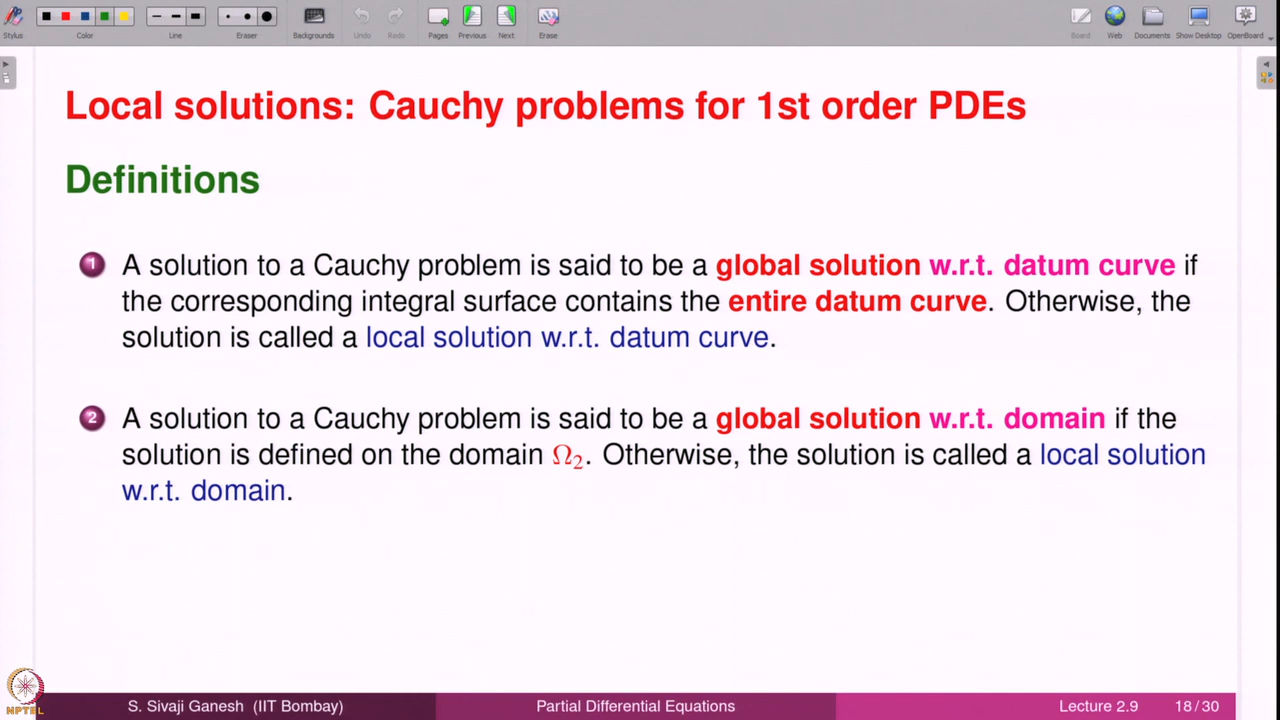 Stylus Color Line Eraser Backgrounds Undo Redo Pages Previous Next Erase Board Web Documents Show Desktop OpenBoard
Local solutions: Cauchy problems for 1st order PDEs
Definitions
1 A solution to a Cauchy problem is said to be a global solution w.r.t. datum curve if
the corresponding integral surface contains the entire datum curve. Otherwise, the
solution is called a local solution w.r.t. datum curve.
2 A solution to a Cauchy problem is said to be a global solution w.r.t. domain if the
solution is defined on the domain Ω₂. Otherwise, the solution is called a local solution
w.r.t. domain.
NPTEL
S. Sivaji Ganesh (IIT Bombay) Partial Differential Equations Lecture 2.9 18/30